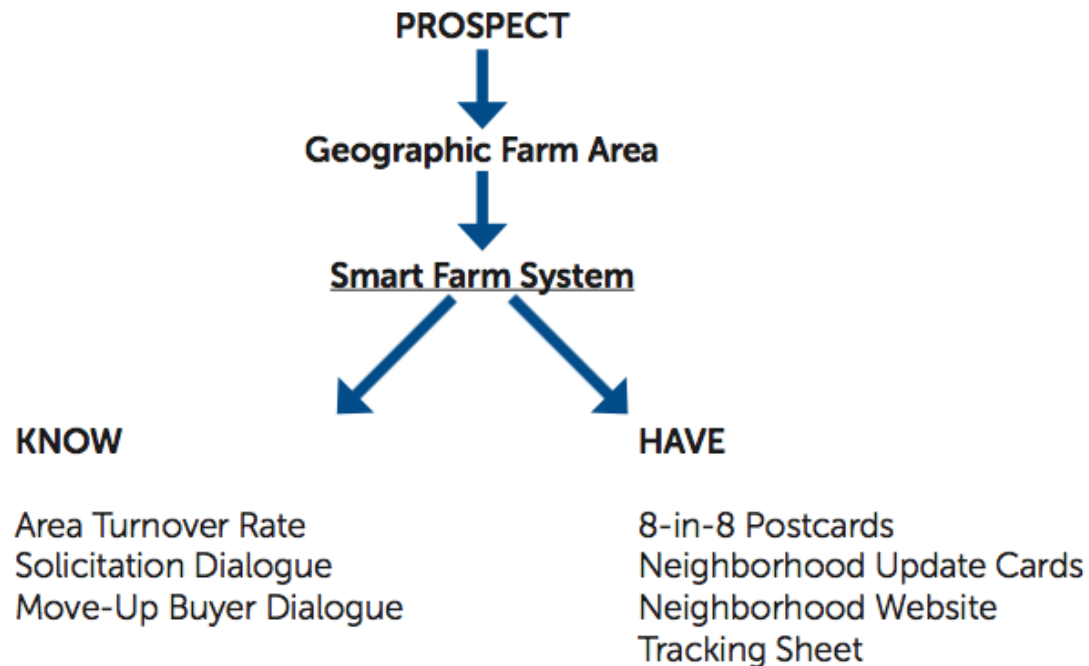 PROSPECT
Geographic Farm Area
Smart Farm System
KNOW
Area Turnover Rate
Solicitation Dialogue
Move-Up Buyer Dialogue
HAVE
8-in-8 Postcards
Neighborhood Update Cards
Neighborhood Website
Tracking Sheet